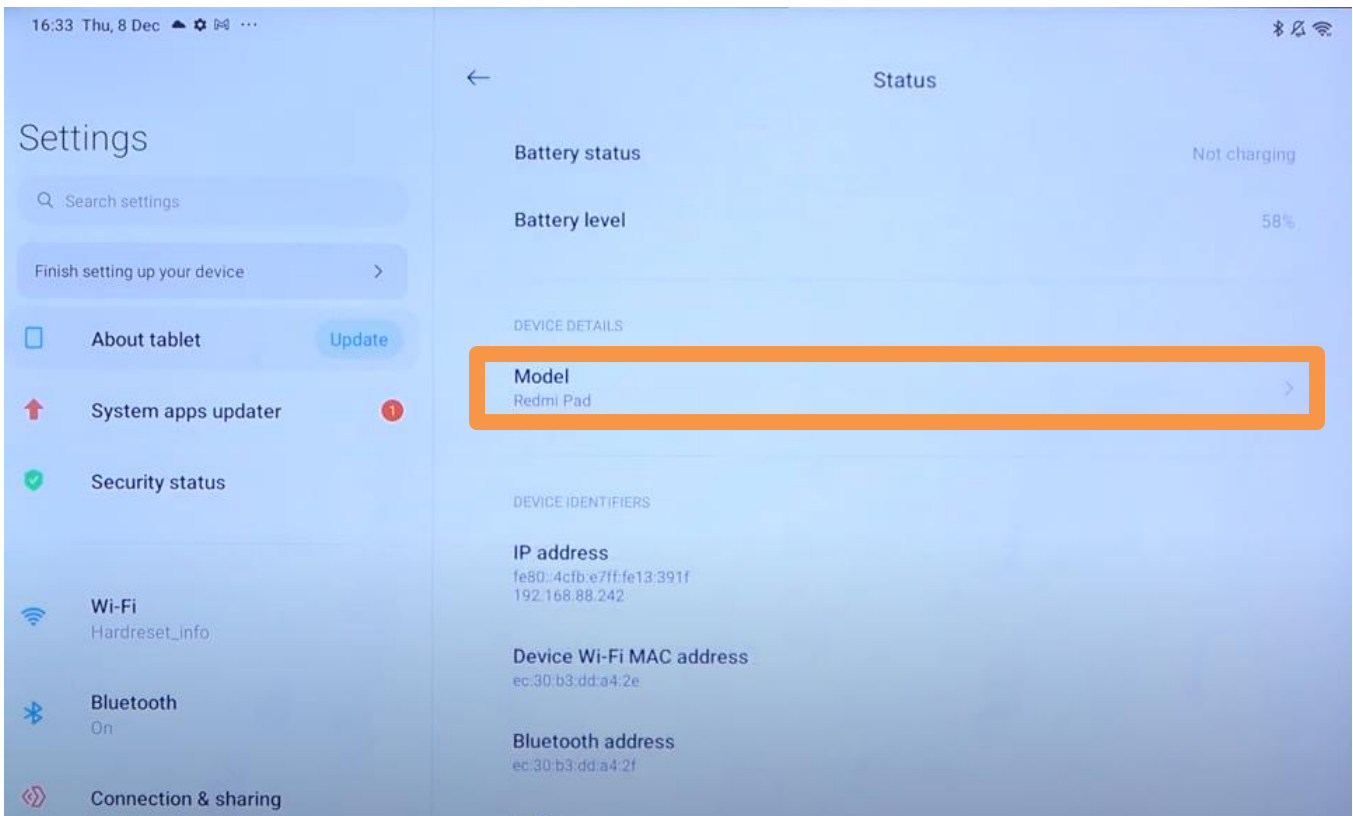 16:33 Thu, 8 Dec ...
Status
Settings
Search settings
Finish setting up your device
About tablet
Update
System apps updater
1
Security status
Wi-Fi
Hardreset_info
Bluetooth
On
Connection & sharing
Battery status
Not charging
Battery level
58%
DEVICE DETAILS
Model
Redmi Pad
DEVICE IDENTIFIERS
IP address
fe80::4cfb:e7ff:fe13:391f
192.168.88.242
Device Wi-Fi MAC address
ec:30:b3:dd:a4:2e
Bluetooth address
ec:30:b3:dd:a4:2f